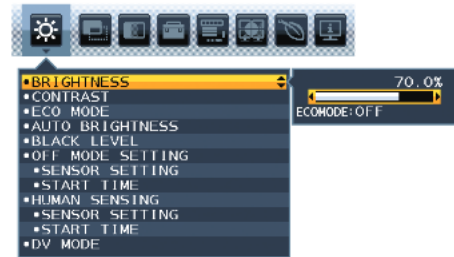 •BRIGHTNESS
•CONTRAST
•ECO MODE
•AUTO BRIGHTNESS
•BLACK LEVEL
•OFF MODE SETTING
•SENSOR SETTING
•START TIME
•HUMAN SENSING
•SENSOR SETTING
•START TIME
•DV MODE
70.0%
ECOMODE:OFF